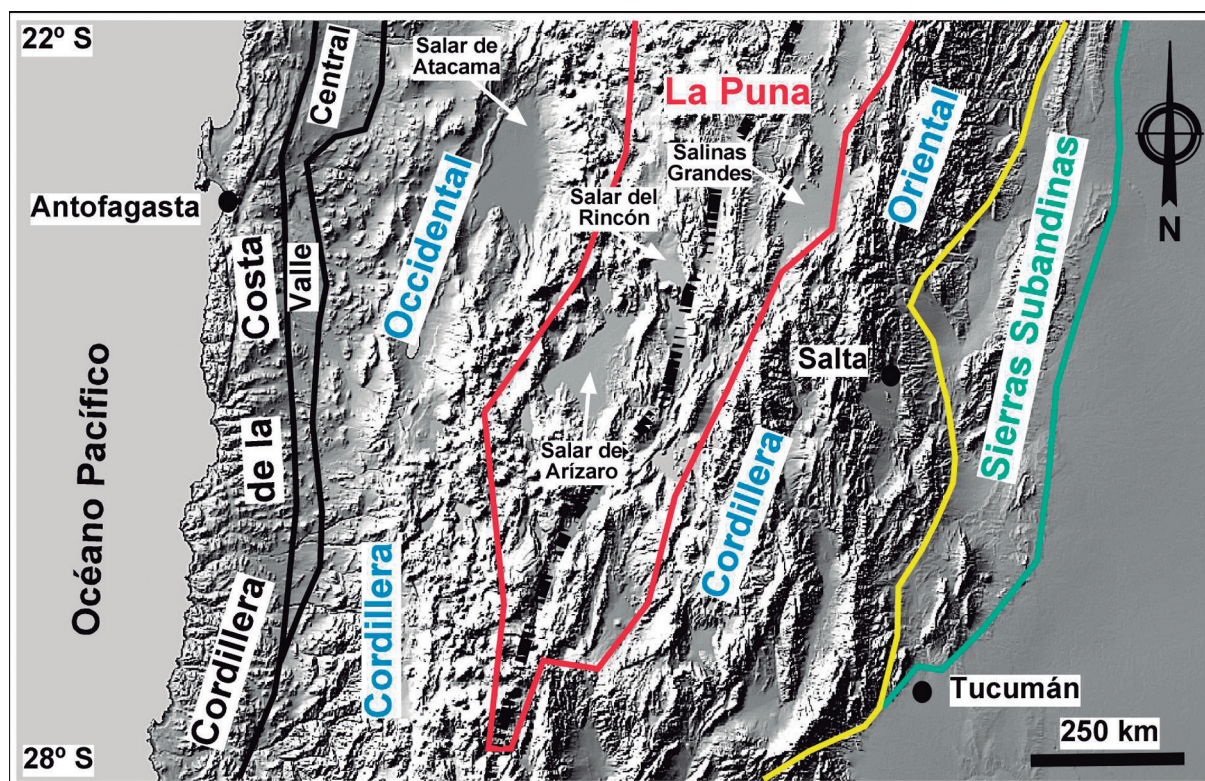 22º S
Salar de
Atacama
La Puna
Central
Valle
Antofagasta
Salinas
Grandes
Salar del
Rincón
Oriental
Occidental
Cordillera
Sierras Subandinas
N
Costa
de la
Cordillera
Océano Pacífico
Salta
Salar de
Arízaro
Cordillera
Tucumán
250 km
28º S